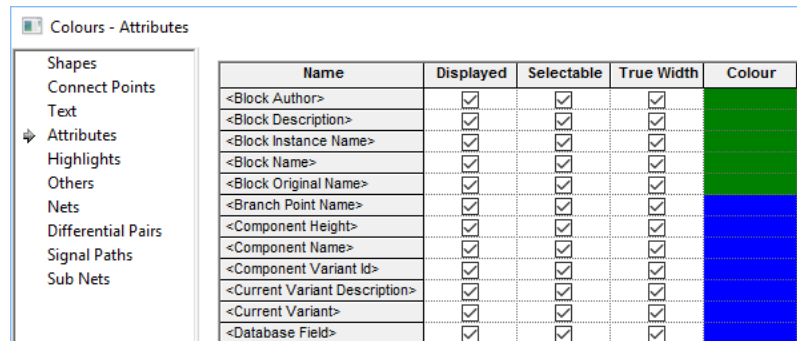 Colours - Attributes
Shapes
Connect Points
Text
Attributes
Highlights
Others
Nets
Differential Pairs
Signal Paths
Sub Nets
Name Displayed Selectable True Width Colour
<Block Author>
<Block Description>
<Block Instance Name>
<Block Name>
<Block Original Name>
<Branch Point Name>
<Component Height>
<Component Name>
<Component Variant Id>
<Current Variant Description>
<Current Variant>
<Database Field>